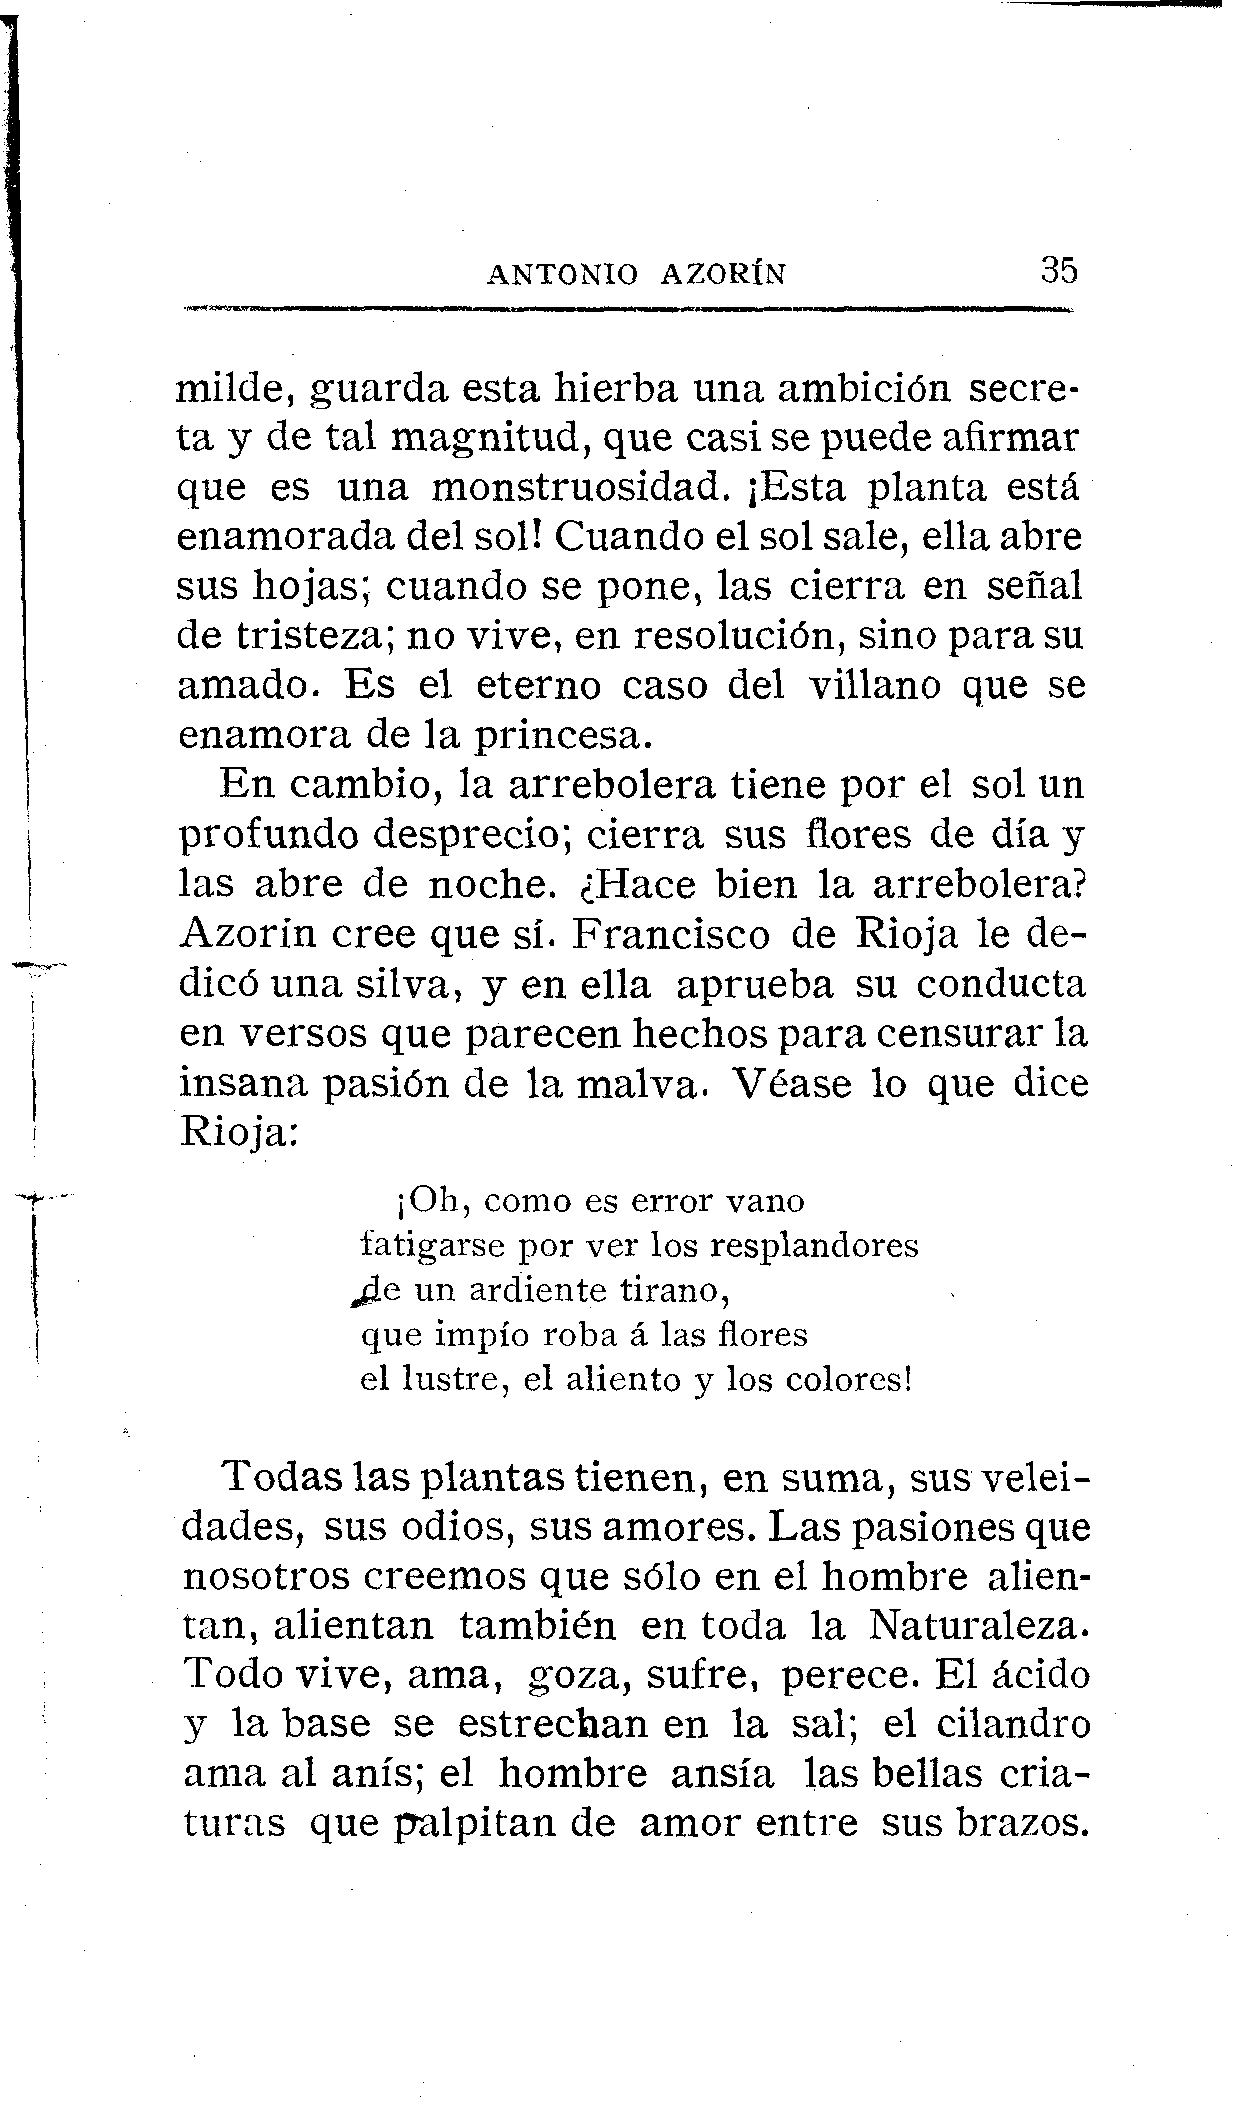 ANTONIO AZORÍN 35
milde, guarda esta hierba una ambición secre-
ta y de tal magnitud, que casi se puede afirmar
que es una monstruosidad. ¡Esta planta está
enamorada del sol! Cuando el sol sale, ella abre
sus hojas; cuando se pone, las cierra en señal
de tristeza; no vive, en resolución, sino para su
amado. Es el eterno caso del villano que se
enamora de la princesa.
En cambio, la arrebolera tiene por el sol un
profundo desprecio; cierra sus flores de día y
las abre de noche. ¿Hace bien la arrebolera?
Azorín cree que sí. Francisco de Rioja le de-
dicó una silva, y en ella aprueba su conducta
en versos que parecen hechos para censurar la
insana pasión de la malva. Véase lo que dice
Rioja:
¡Oh, como es error vano
fatigarse por ver los resplandores
de un ardiente tirano,
que impío roba á las flores
el lustre, el aliento y los colores!
Todas las plantas tienen, en suma, sus velei-
dades, sus odios, sus amores. Las pasiones que
nosotros creemos que sólo en el hombre alien-
tan, alientan también en toda la Naturaleza.
Todo vive, ama, goza, sufre, perece. El ácido
y la base se estrechan en la sal; el cilandro
ama al anís; el hombre ansía las bellas cria-
turas que palpitan de amor entre sus brazos.